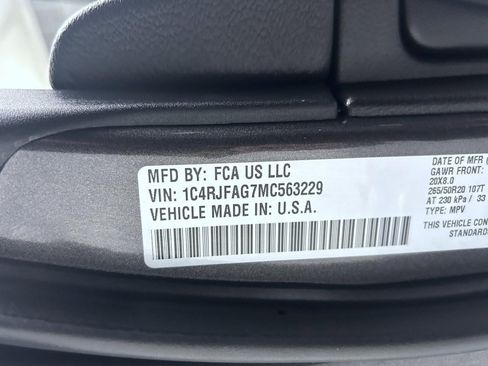 MFD BY: FCA US LLC
VIN: 1C4RJFAG7MC563229
VEHICLE MADE IN: U.S.A.
DATE OF MFR
GAWR FRONT:
20X8.0
265/50R20 107T
AT 230 kPa / 33
TYPE: MPV
THIS VEHICLE CON
STANDARDS